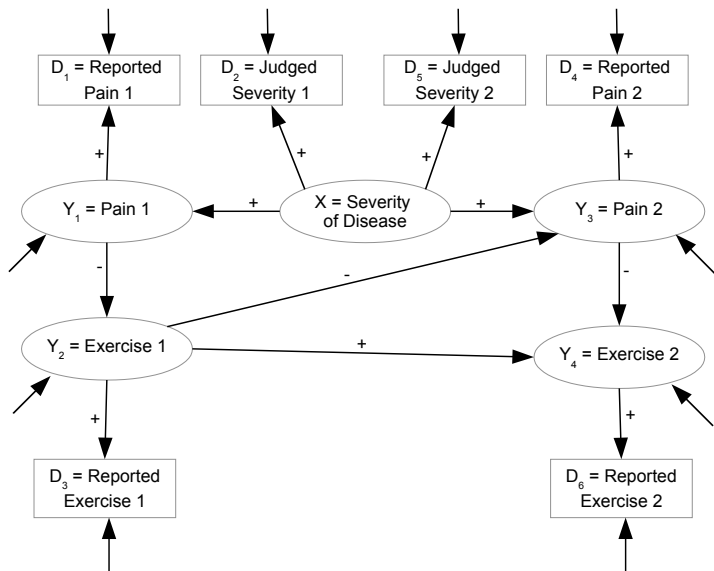 D₁ = Reported
Pain 1
D₂ = Judged
Severity 1
D₅ = Judged
Severity 2
D₄ = Reported
Pain 2
+
+
+
+
Y₁ = Pain 1
+
X = Severity
of Disease
+
Y₃ = Pain 2
-
-
-
Y₂ = Exercise 1
+
Y₄ = Exercise 2
+
+
D₃ = Reported
Exercise 1
D₆ = Reported
Exercise 2